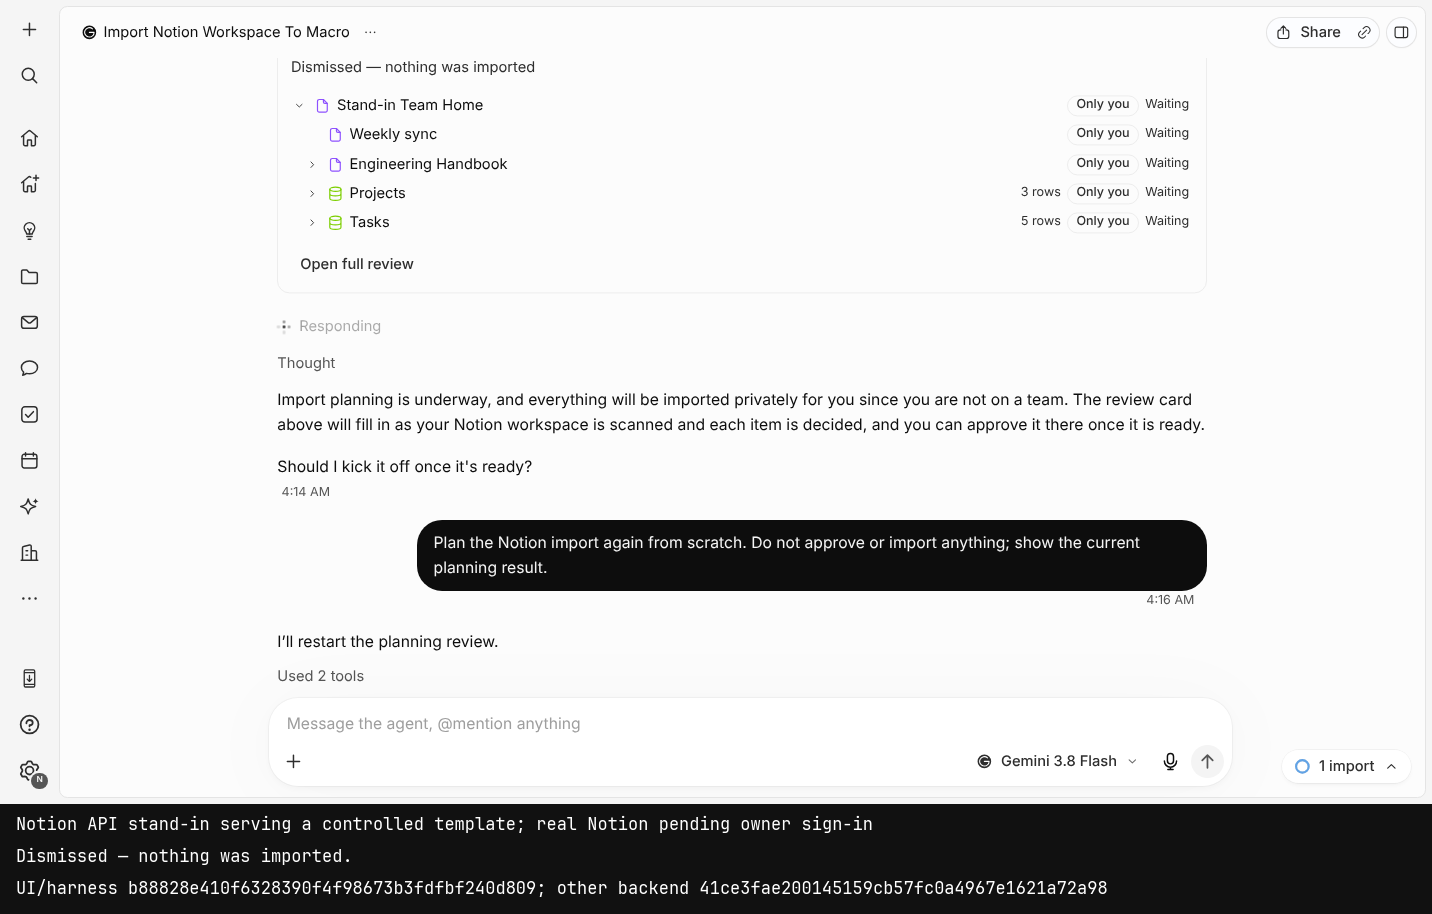 Import Notion Workspace To Macro ...
Share
Dismissed — nothing was imported
Stand-in Team Home Only you Waiting
Weekly sync Only you Waiting
Engineering Handbook Only you Waiting
Projects 3 rows Only you Waiting
Tasks 5 rows Only you Waiting
Open full review
Responding
Thought
Import planning is underway, and everything will be imported privately for you since you are not on a team. The review card
above will fill in as your Notion workspace is scanned and each item is decided, and you can approve it there once it is ready.
Should I kick it off once it's ready?
4:14 AM
Plan the Notion import again from scratch. Do not approve or import anything; show the current
planning result.
4:16 AM
I’ll restart the planning review.
Used 2 tools
Message the agent, @mention anything
Gemini 3.8 Flash
1 import
N
Notion API stand-in serving a controlled template; real Notion pending owner sign-in
Dismissed — nothing was imported.
UI/harness b88828e410f6328390f4f98673b3fdfbf240d809; other backend 41ce3fae200145159cb57fc0a4967e1621a72a98